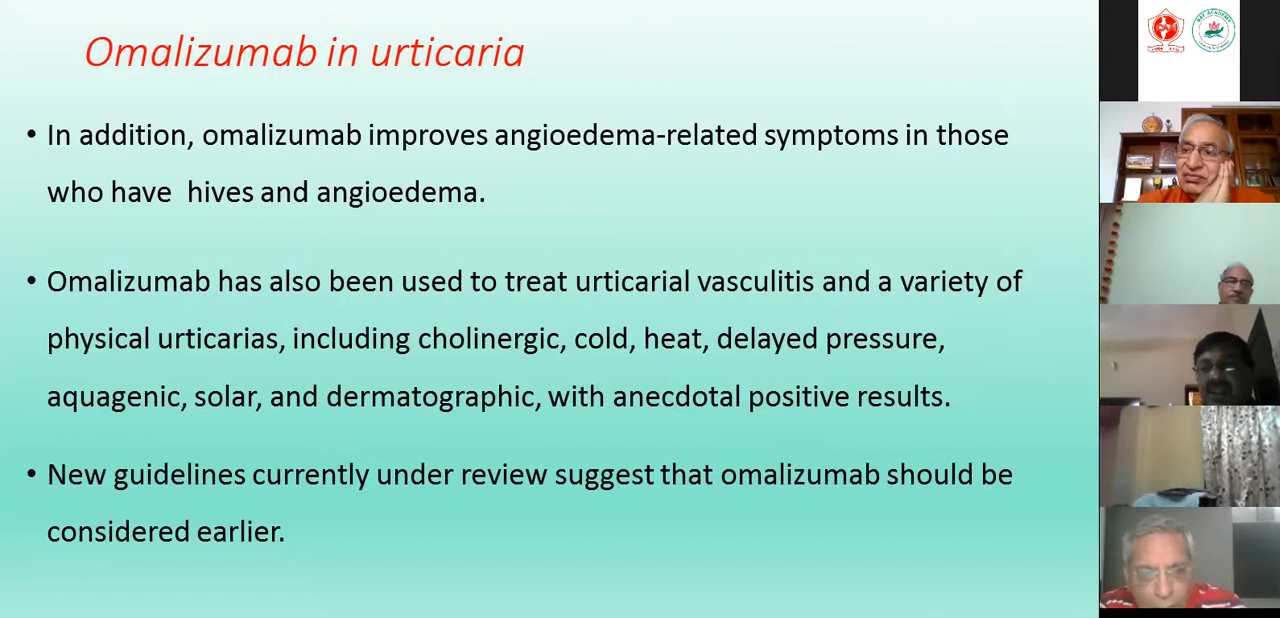 Omalizumab in urticaria
• In addition, omalizumab improves angioedema-related symptoms in those
who have hives and angioedema.
• Omalizumab has also been used to treat urticarial vasculitis and a variety of
physical urticarias, including cholinergic, cold, heat, delayed pressure,
aquagenic, solar, and dermatographic, with anecdotal positive results.
• New guidelines currently under review suggest that omalizumab should be
considered earlier.